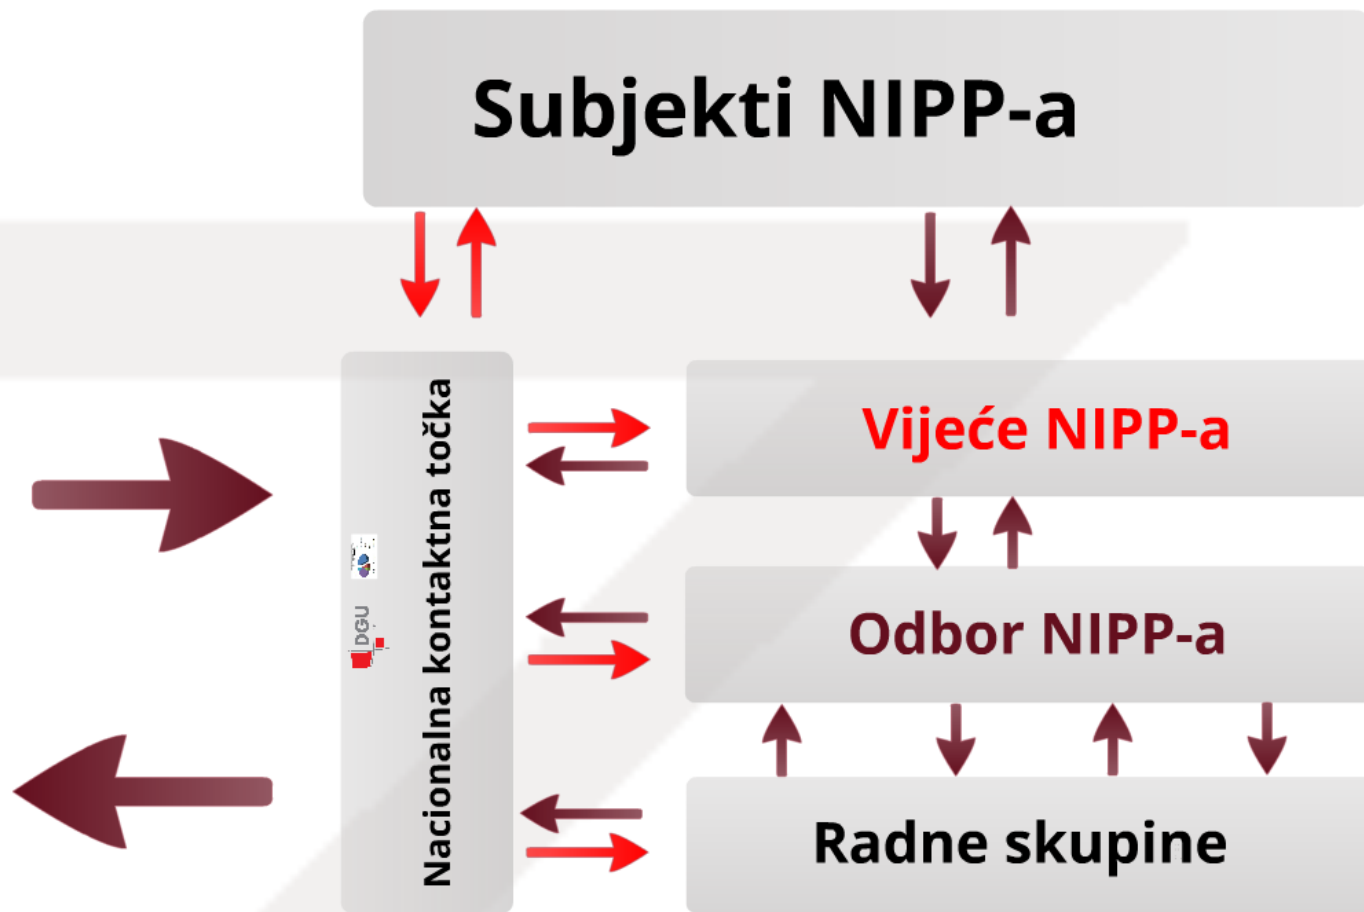 Subjekti NIPP-a
Nacionalna kontaktna točka
DGU
Vijeće NIPP-a
Odbor NIPP-a
Radne skupine